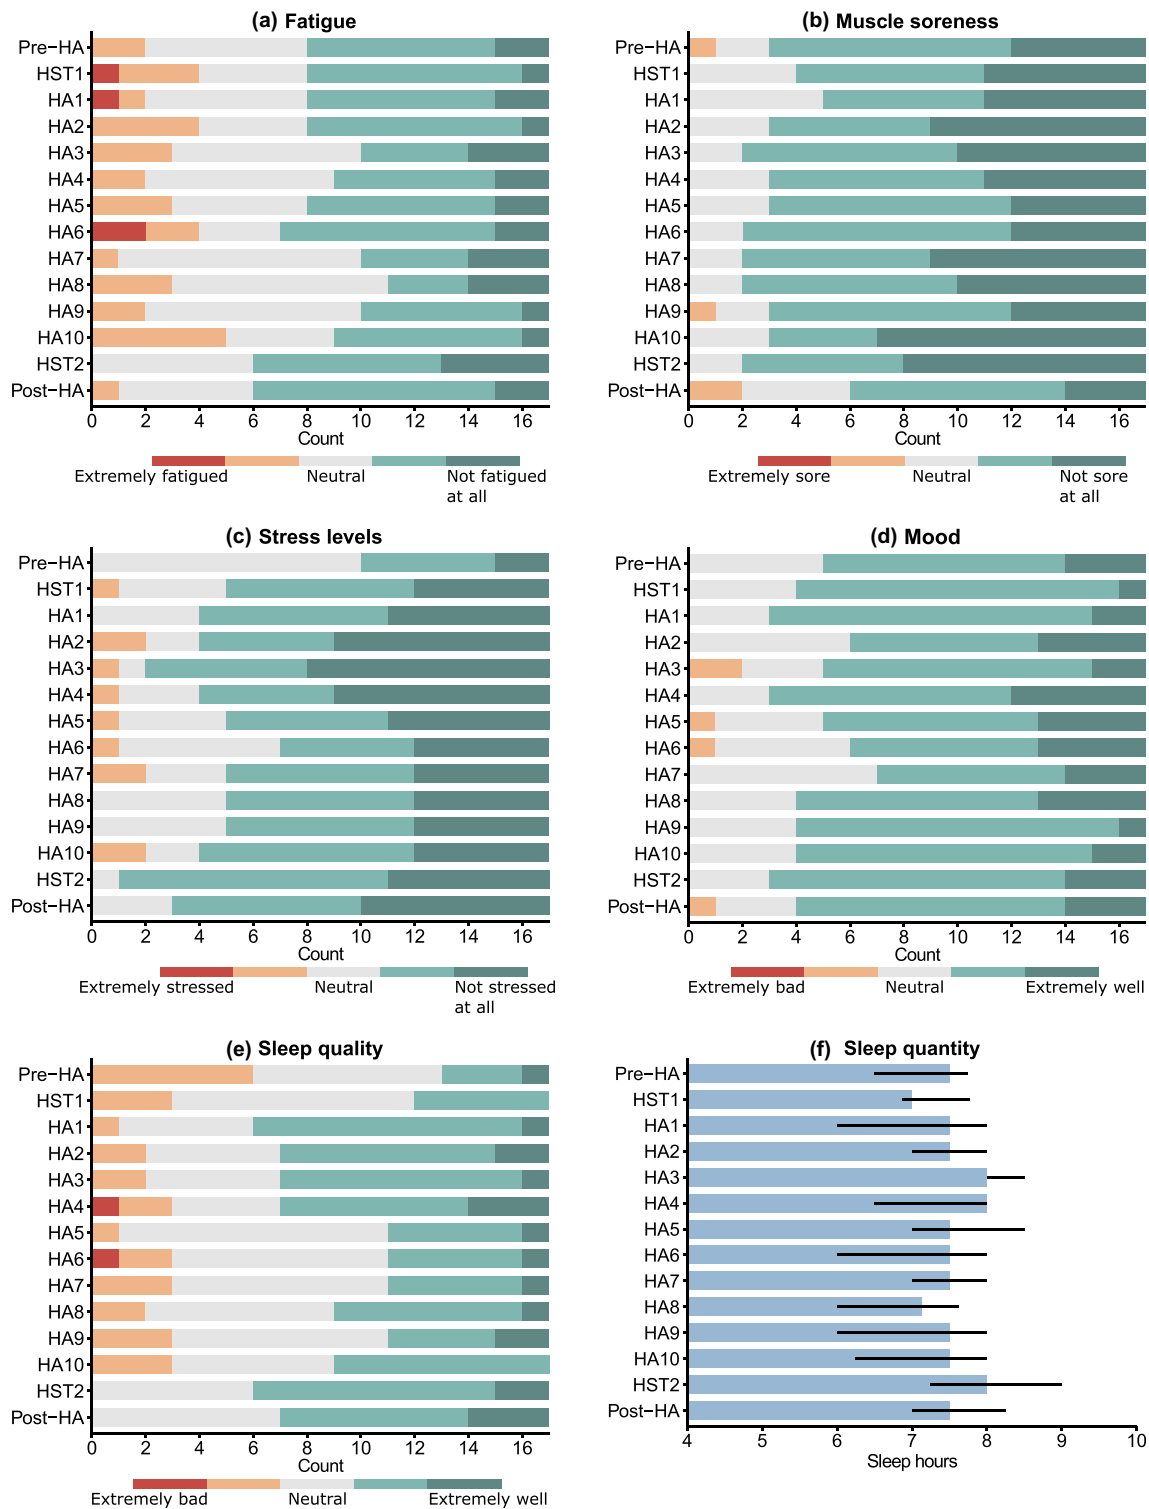 (a) Fatigue
Pre−HA
HST1
HA1
HA2
HA3
HA4
HA5
HA6
HA7
HA8
HA9
HA10
HST2
Post−HA
0 2 4 6 8 10 12 14 16
Count
Extremely fatigued Neutral Not fatigued
at all
(b) Muscle soreness
Pre−HA
HST1
HA1
HA2
HA3
HA4
HA5
HA6
HA7
HA8
HA9
HA10
HST2
Post−HA
0 2 4 6 8 10 12 14 16
Count
Extremely sore Neutral Not sore
at all
(c) Stress levels
Pre−HA
HST1
HA1
HA2
HA3
HA4
HA5
HA6
HA7
HA8
HA9
HA10
HST2
Post−HA
0 2 4 6 8 10 12 14 16
Count
Extremely stressed Neutral Not stressed
at all
(d) Mood
Pre−HA
HST1
HA1
HA2
HA3
HA4
HA5
HA6
HA7
HA8
HA9
HA10
HST2
Post−HA
0 2 4 6 8 10 12 14 16
Count
Extremely bad Neutral Extremely well
(e) Sleep quality
Pre−HA
HST1
HA1
HA2
HA3
HA4
HA5
HA6
HA7
HA8
HA9
HA10
HST2
Post−HA
0 2 4 6 8 10 12 14 16
Count
Extremely bad Neutral Extremely well
(f) Sleep quantity
Pre−HA
HST1
HA1
HA2
HA3
HA4
HA5
HA6
HA7
HA8
HA9
HA10
HST2
Post−HA
4 5 6 7 8 9 10
Sleep hours